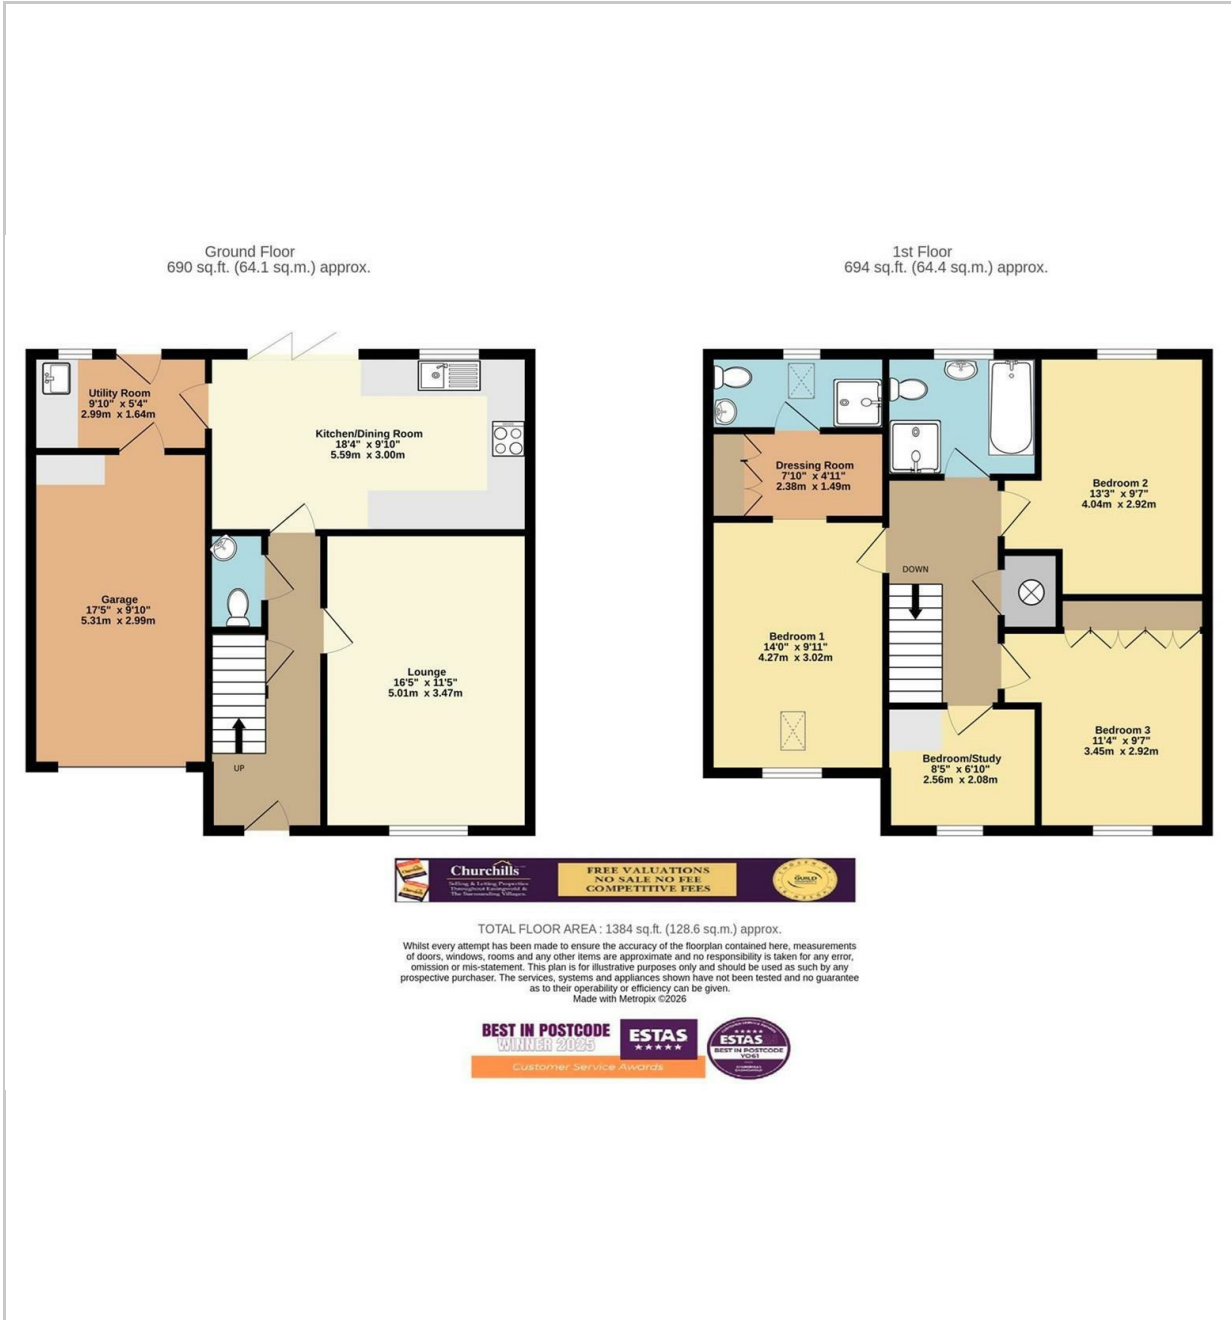 Ground Floor
690 sq.ft. (64.1 sq.m.) approx.
1st Floor
694 sq.ft. (64.4 sq.m.) approx.
Utility Room
9'10" x 5'4"
2.99m x 1.64m
Kitchen/Dining Room
18'4" x 9'10"
5.59m x 3.00m
Garage
17'5" x 9'10"
5.31m x 2.99m
Lounge
16'5" x 11'5"
5.01m x 3.47m
UP
Dressing Room
7'10" x 4'11"
2.38m x 1.49m
Bedroom 2
13'3" x 9'7"
4.04m x 2.92m
DOWN
Bedroom 1
14'0" x 9'11"
4.27m x 3.02m
Bedroom 3
11'4" x 9'7"
3.45m x 2.92m
Bedroom/Study
8'5" x 6'10"
2.56m x 2.08m
Churchills
Selling & Letting Properties
Throughout Easingwold &
The Surrounding Villages
FREE VALUATIONS
NO SALE NO FEE
COMPETITIVE FEES
GUILD
TOTAL FLOOR AREA : 1384 sq.ft. (128.6 sq.m.) approx.
Whilst every attempt has been made to ensure the accuracy of the floorplan contained here, measurements
of doors, windows, rooms and any other items are approximate and no responsibility is taken for any error,
omission or mis-statement. This plan is for illustrative purposes only and should be used as such by any
prospective purchaser. The services, systems and appliances shown have not been tested and no guarantee
as to their operability or efficiency can be given.
Made with Metropix ©2026
BEST IN POSTCODE
WINNER 2025
ESTAS
Customer Service Awards
ESTAS
BEST IN POSTCODE
YO61